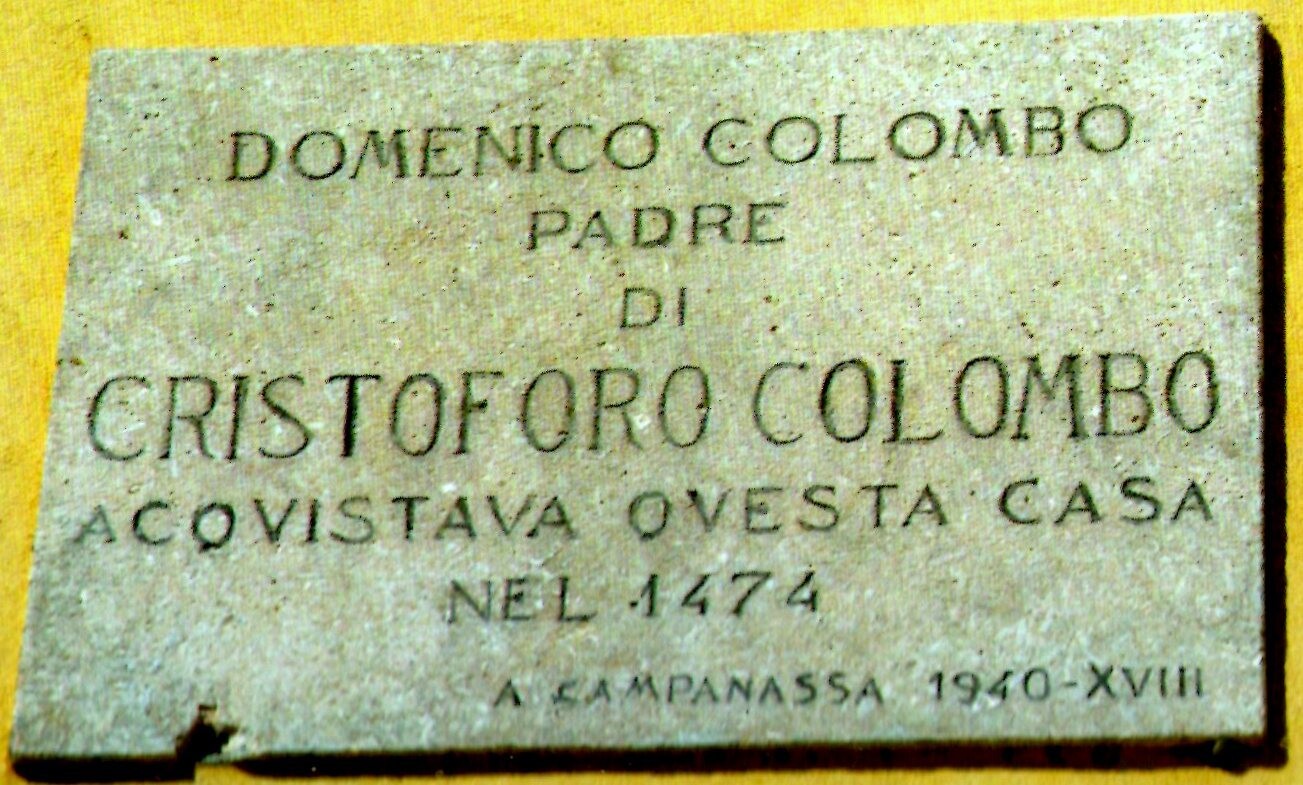 DOMENICO COLOMBO
PADRE
DI
CRISTOFORO COLOMBO
ACQVISTAVA QVESTA CASA
NEL 1474
A CAMPANASSA 1940-XVIII